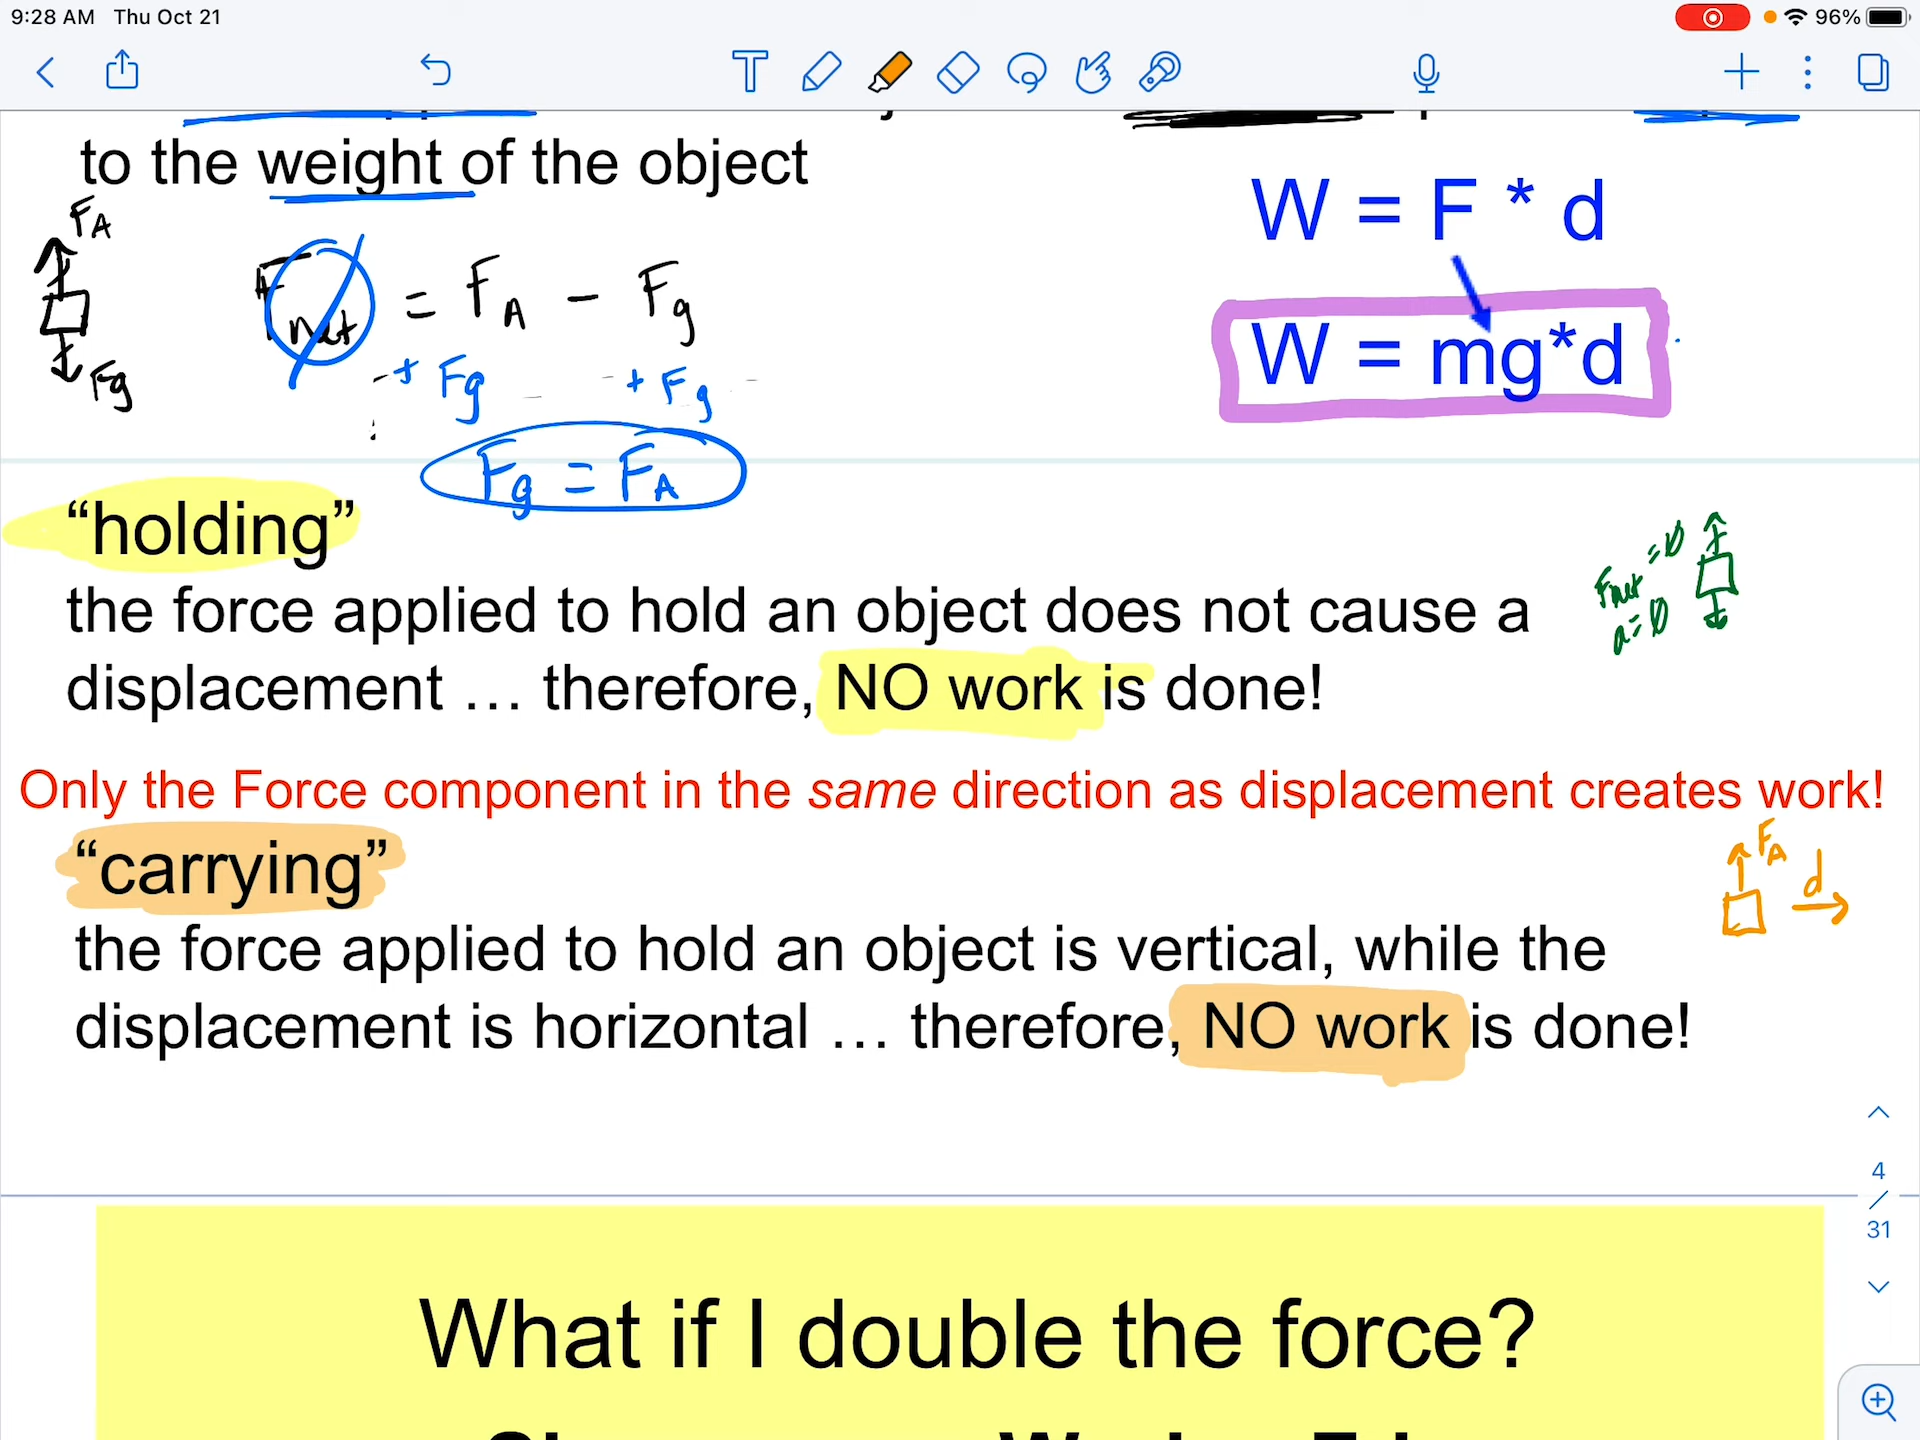 9:28 AM Thu Oct 21
96%
T
to the weight of the object
W = F * d
FA
Fnet = FA - Fg
W = mg*d
Fg
+ Fg + Fg
Fg = FA
“holding”
Fnet = 0
the force applied to hold an object does not cause a
a = 0
displacement … therefore, NO work is done!
Only the Force component in the same direction as displacement creates work!
“carrying”
FA
d
the force applied to hold an object is vertical, while the
displacement is horizontal … therefore, NO work is done!
4
/
31
What if I double the force?